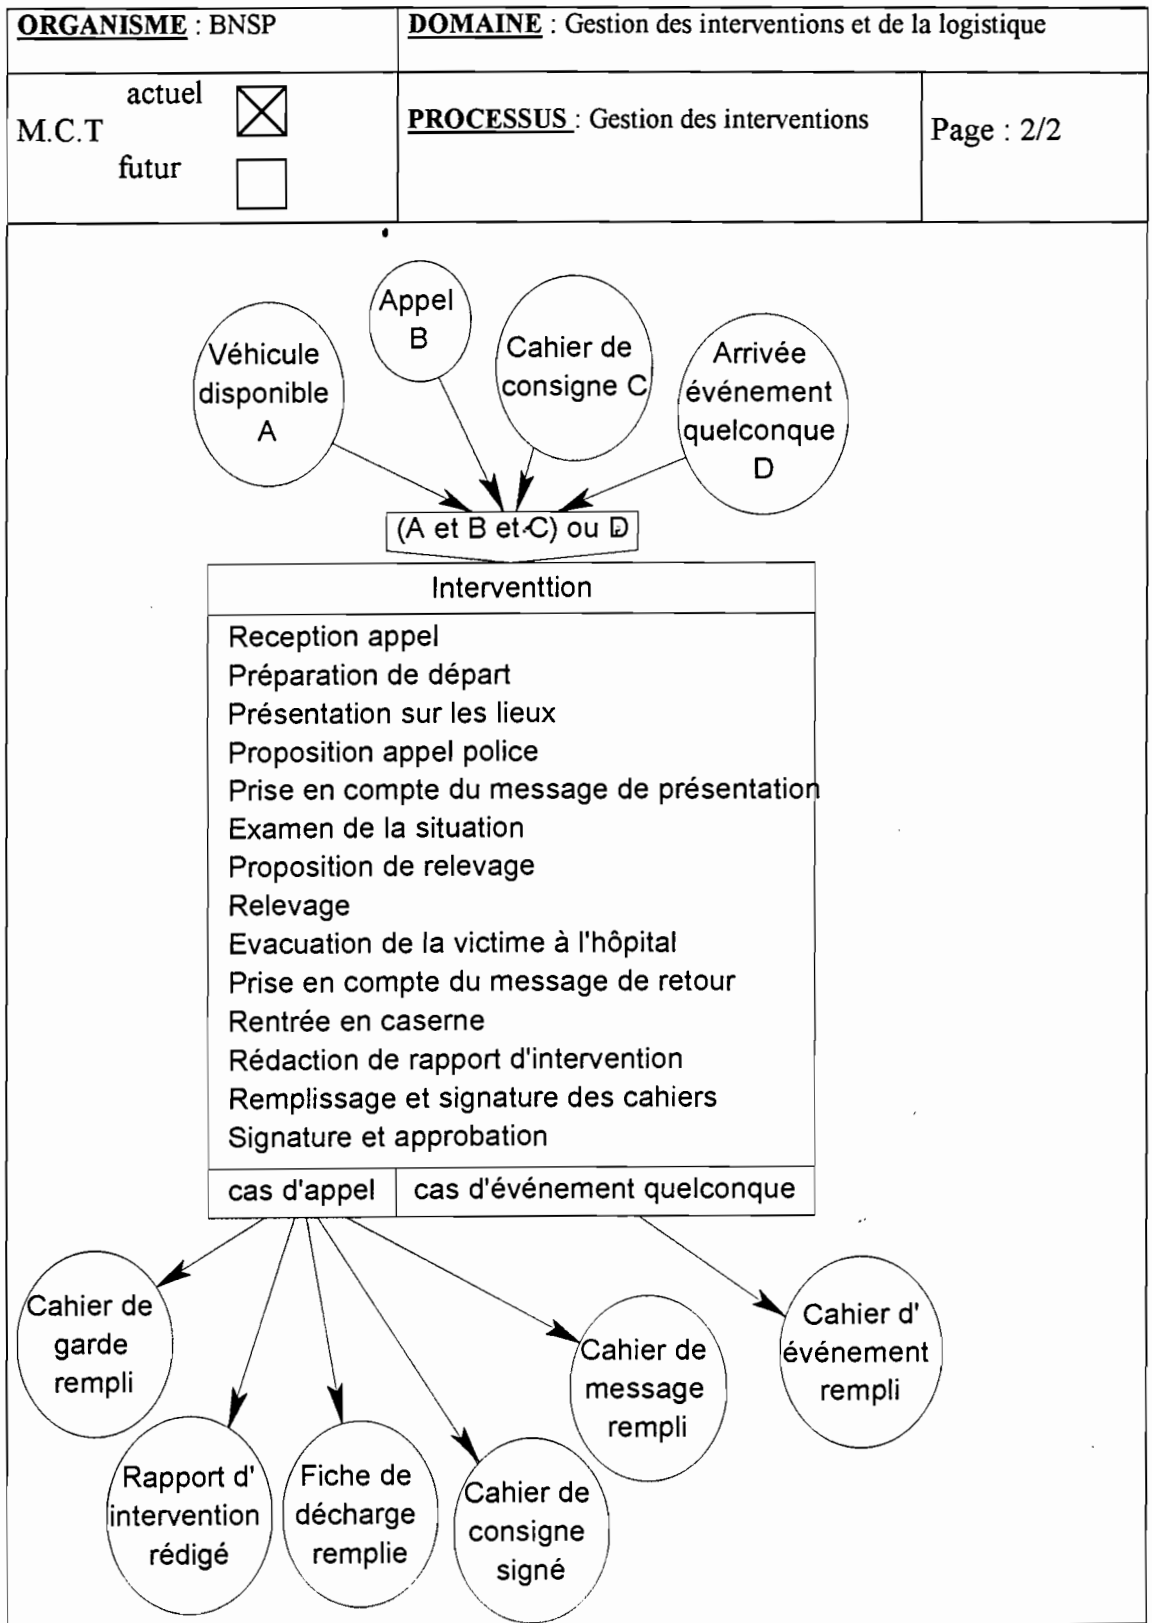 ORGANISME : BNSP
DOMAINE : Gestion des interventions et de la logistique
M.C.T
actuel
futur
PROCESSUS : Gestion des interventions
Page : 2/2
Véhicule
disponible
A
Appel
B
Cahier de
consigne C
Arrivée
événement
quelconque
D
(A et B et C) ou D
Interventtion
Reception appel
Préparation de départ
Présentation sur les lieux
Proposition appel police
Prise en compte du message de présentation
Examen de la situation
Proposition de relevage
Relevage
Evacuation de la victime à l'hôpital
Prise en compte du message de retour
Rentrée en caserne
Rédaction de rapport d'intervention
Remplissage et signature des cahiers
Signature et approbation
cas d'appel
cas d'événement quelconque
Cahier de
garde
rempli
Rapport d'
intervention
rédigé
Fiche de
décharge
remplie
Cahier de
consigne
signé
Cahier de
message
rempli
Cahier d'
événement
rempli